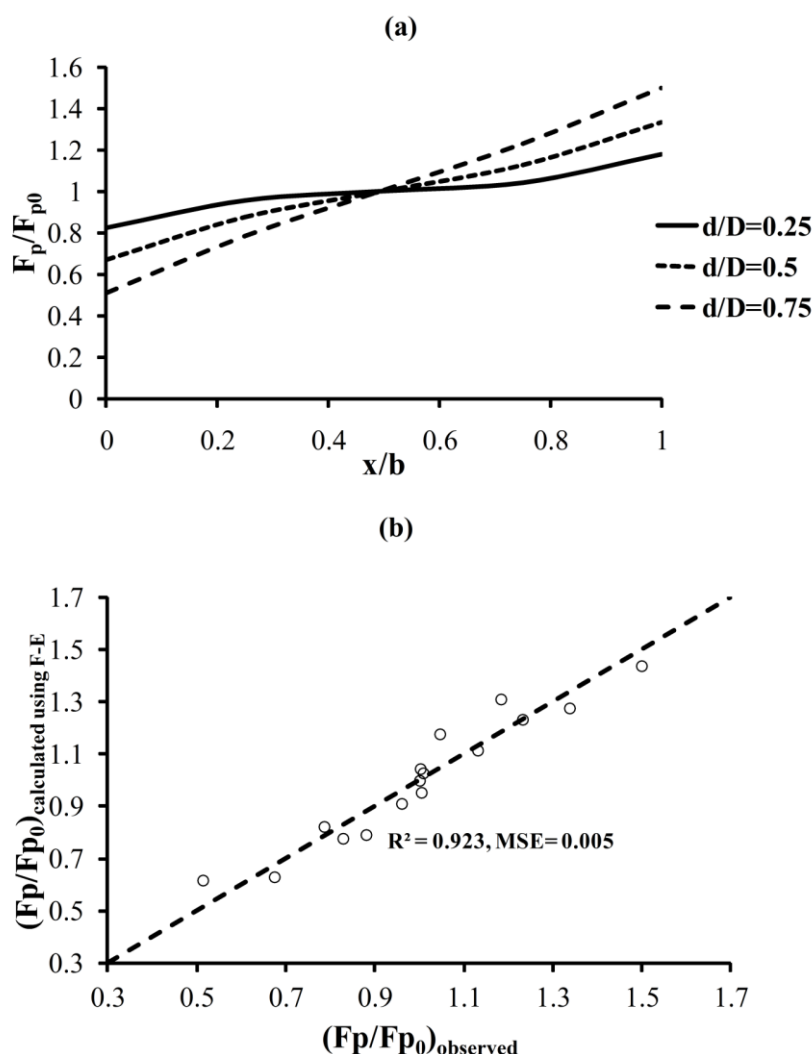 (a)
1.6
1.4
1.2
1
0.8
0.6
0.4
0.2
0
Fp/Fp0
0 0.2 0.4 0.6 0.8 1
x/b
d/D=0.25
d/D=0.5
d/D=0.75
(b)
1.7
1.5
1.3
1.1
0.9
0.7
0.5
0.3
(Fp/Fp0)calculated using F-E
R² = 0.923, MSE=0.005
0.3 0.5 0.7 0.9 1.1 1.3 1.5 1.7
(Fp/Fp0)observed